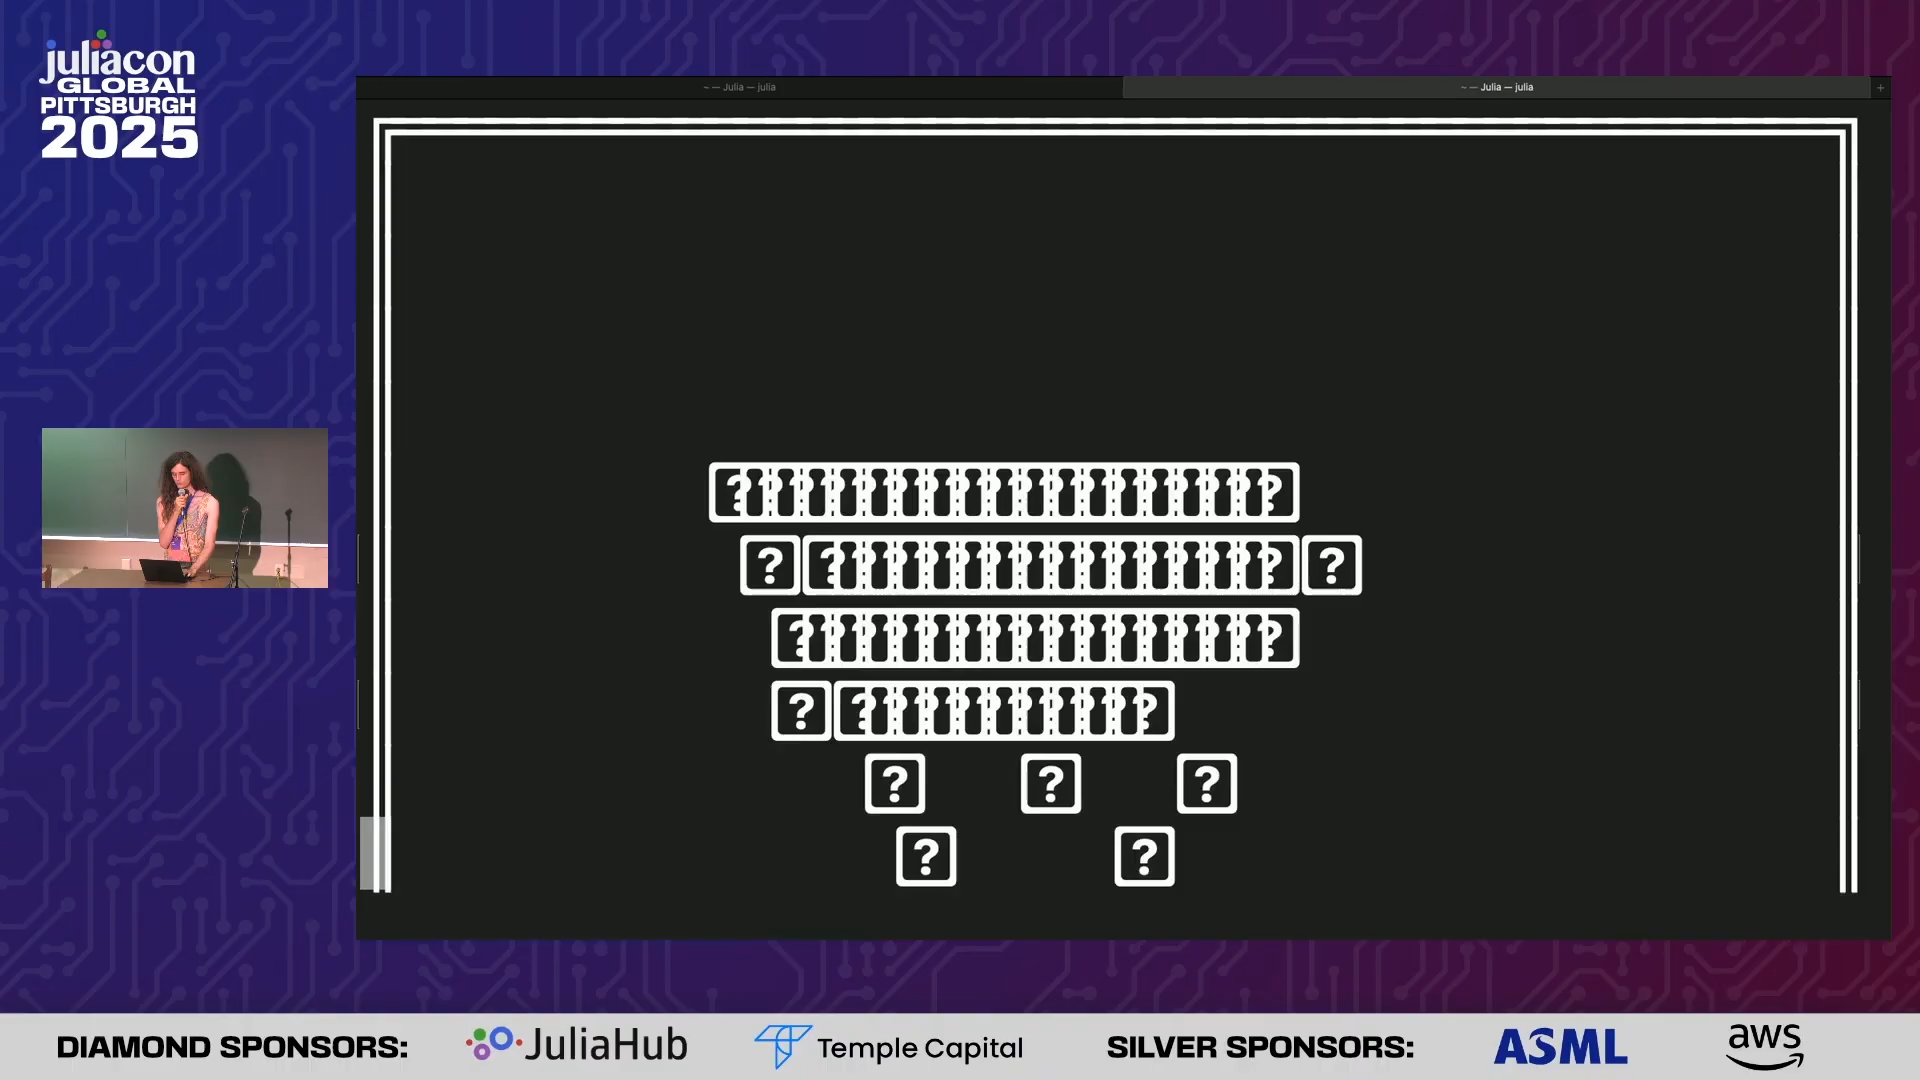 juliacon
GLOBAL
PITTSBURGH
2025
~ — Julia — julia
~ — Julia — julia
+
? ? ?
? ?
DIAMOND SPONSORS:
JuliaHub
Temple Capital
SILVER SPONSORS:
ASML
aws